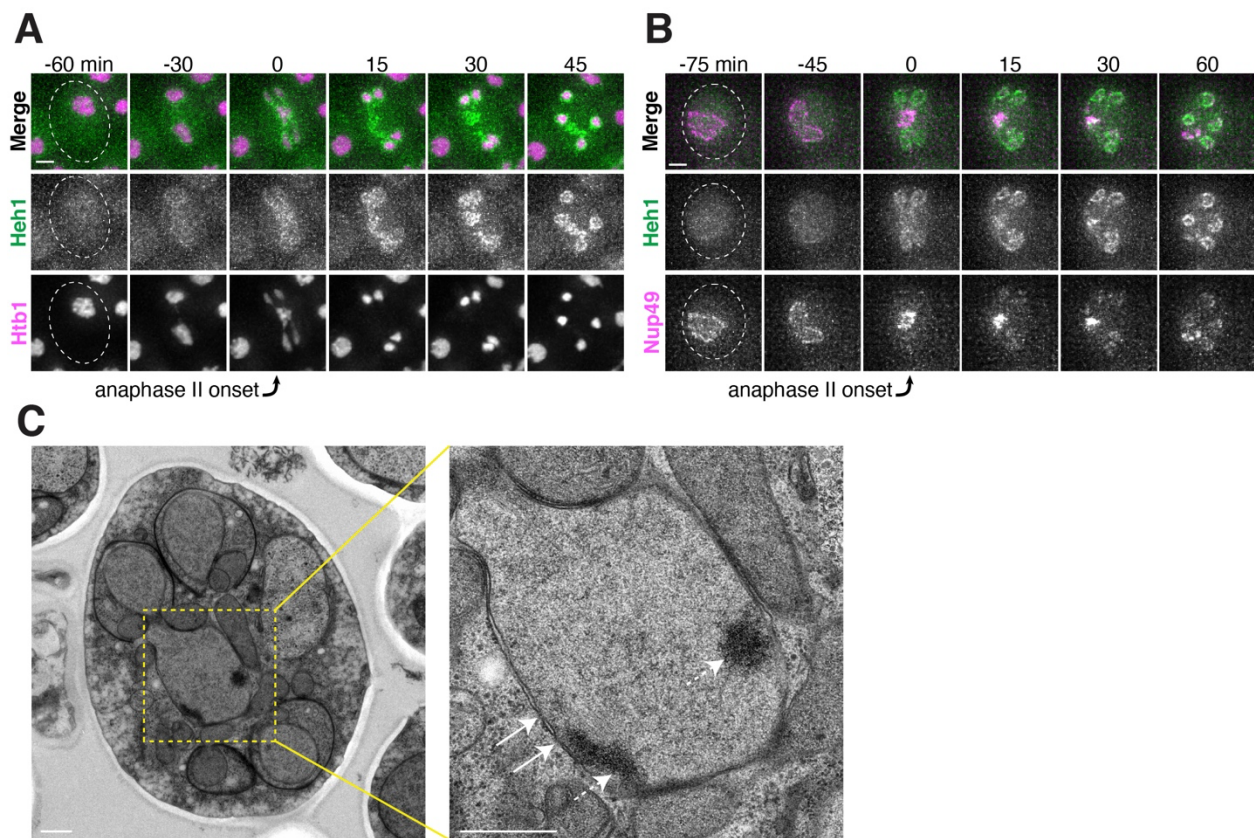 A
-60 min -30 0 15 30 45
Merge
Heh1
Htb1
anaphase II onset
B
-75 min -45 0 15 30 60
Merge
Heh1
Nup49
anaphase II onset
C